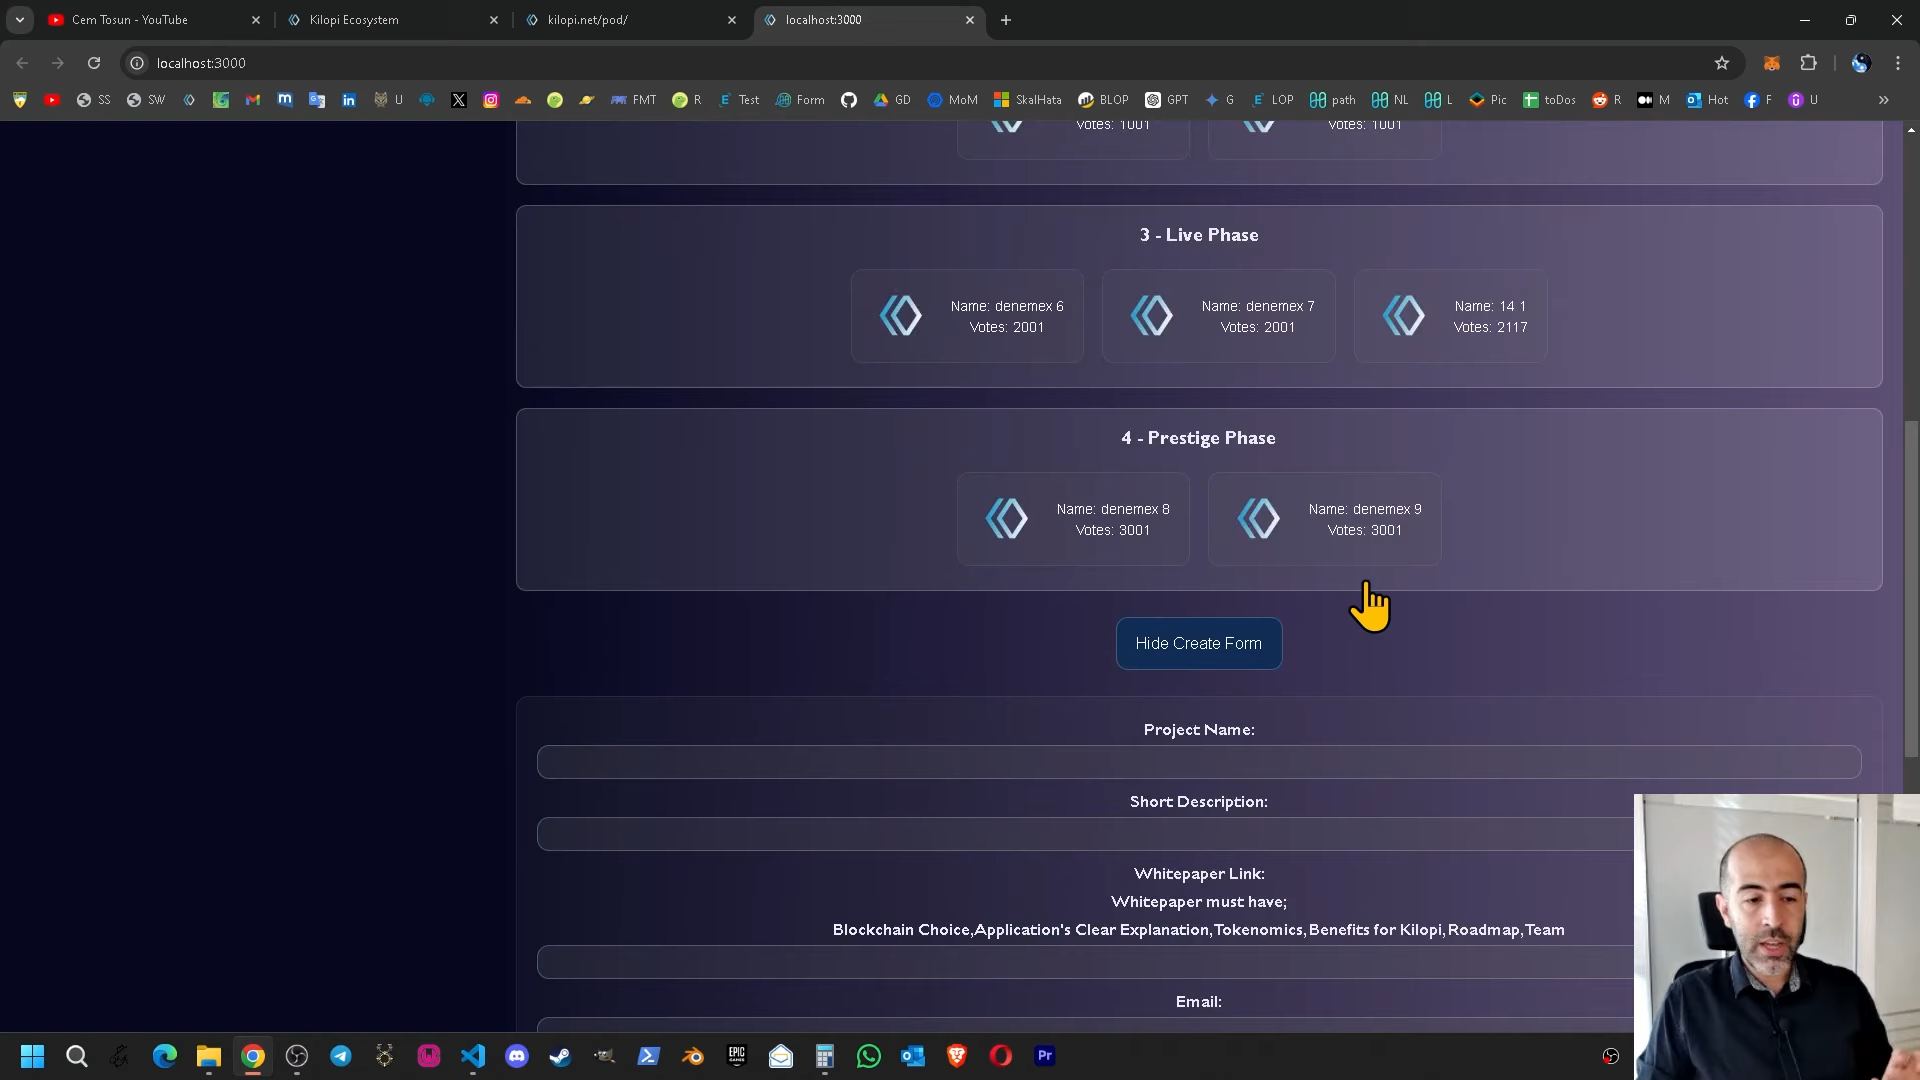 Cem Tosun - YouTube
Kilopi Ecosystem
kilopi.net/pod/
localhost:3000
localhost:3000
SS
SW
U
FMT
R
Test
Form
GD
MoM
SkalHata
BLOP
GPT
G
LOP
path
NL
L
Pic
toDos
R
M
Hot
F
U
Votes: 1001
Votes: 1001
3 - Live Phase
Name: denemex 6
Votes: 2001
Name: denemex 7
Votes: 2001
Name: 14 1
Votes: 2117
4 - Prestige Phase
Name: denemex 8
Votes: 3001
Name: denemex 9
Votes: 3001
Hide Create Form
Project Name:
Short Description:
Whitepaper Link:
Whitepaper must have;
Blockchain Choice,Application's Clear Explanation,Tokenomics,Benefits for Kilopi,Roadmap,Team
Email:
EPIC
GAMES
Pr